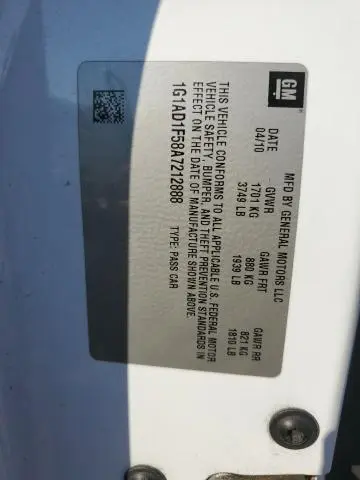 GM
MFD BY GENERAL MOTORS LLC
DATE GVWR GAWR FRT GAWR RR
04/10 1701 KG 880 KG 821 KG
3749 LB 1939 LB 1810 LB
THIS VEHICLE CONFORMS TO ALL APPLICABLE U.S. FEDERAL MOTOR
VEHICLE SAFETY, BUMPER, AND THEFT PREVENTION STANDARDS IN
EFFECT ON THE DATE OF MANUFACTURE SHOWN ABOVE.
1G1AD1F58A7212888 TYPE: PASS CAR